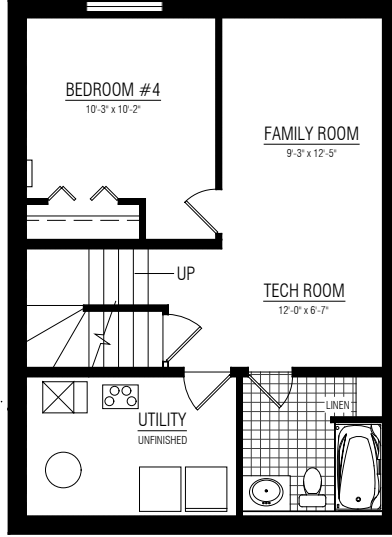 BEDROOM #4
10'-3" x 10'-2"
FAMILY ROOM
9'-3" x 12'-5"
UP
TECH ROOM
12'-0" x 6'-7"
LINEN
UTILITY
UNFINISHED